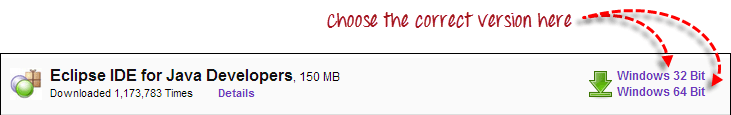 Choose the correct version here
Eclipse IDE for Java Developers, 150 MB
Windows 32 Bit
Downloaded 1,173,783 Times Details
Windows 64 Bit